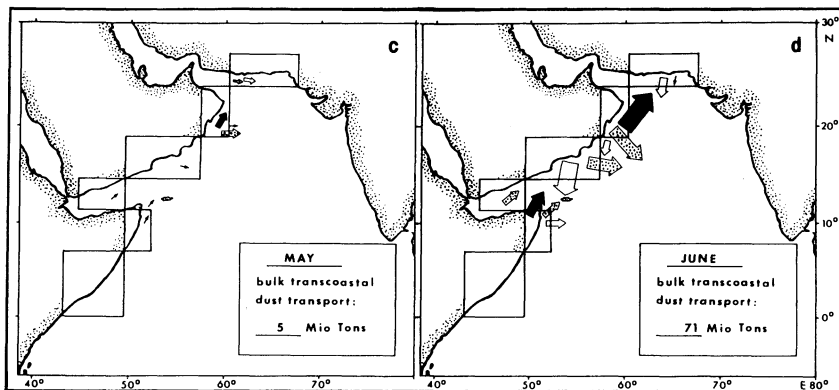 c
MAY
bulk transcoastal
dust transport:
5 Mio Tons
40° 50° 60° 70°
d
30°
N
20°
10°
0°
JUNE
bulk transcoastal
dust transport:
71 Mio Tons
40° 50° 60° 70° E 80°